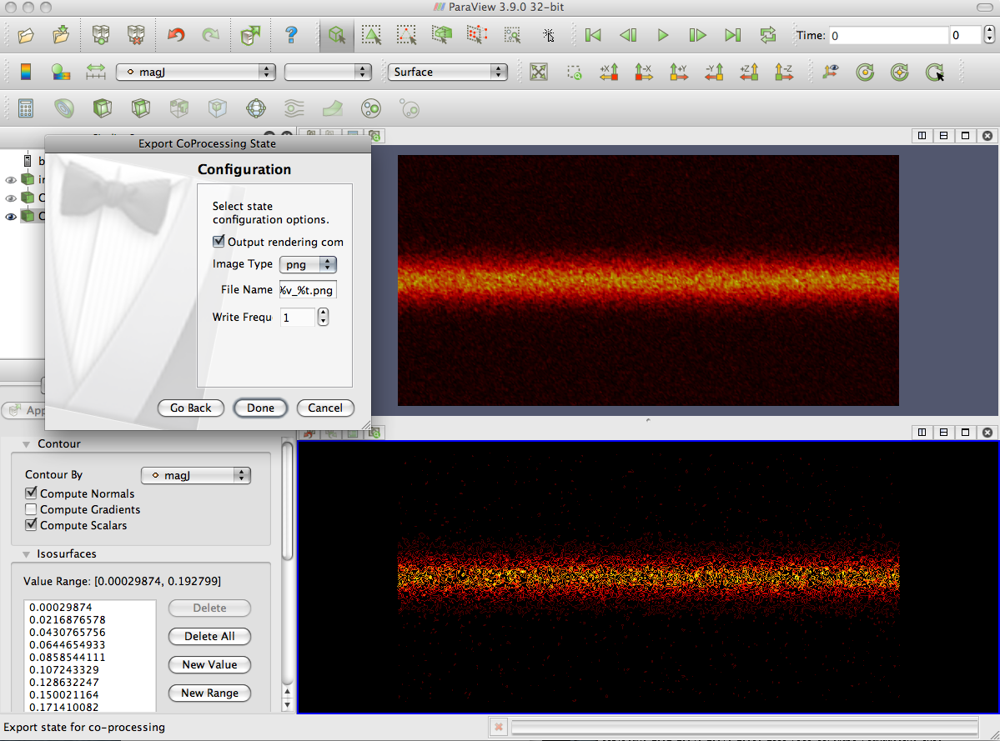 ParaView 3.9.0 32-bit
Time: 0
0
magJ
Surface
+X
-X
+Y
-Y
+Z
-Z
Export CoProcessing State
Configuration
Select state
configuration options.
Output rendering com
Image Type png
File Name %v_%t.png
Write Frequ 1
Go Back Done Cancel
Contour
Contour By magJ
Compute Normals
Compute Gradients
Compute Scalars
Isosurfaces
Value Range: [0.00029874, 0.192799]
0.00029874
0.0216876578
0.0430765756
0.0644654933
0.0858544111
0.107243329
0.128632247
0.150021164
0.171410082
Delete
Delete All
New Value
New Range
Export state for co-processing